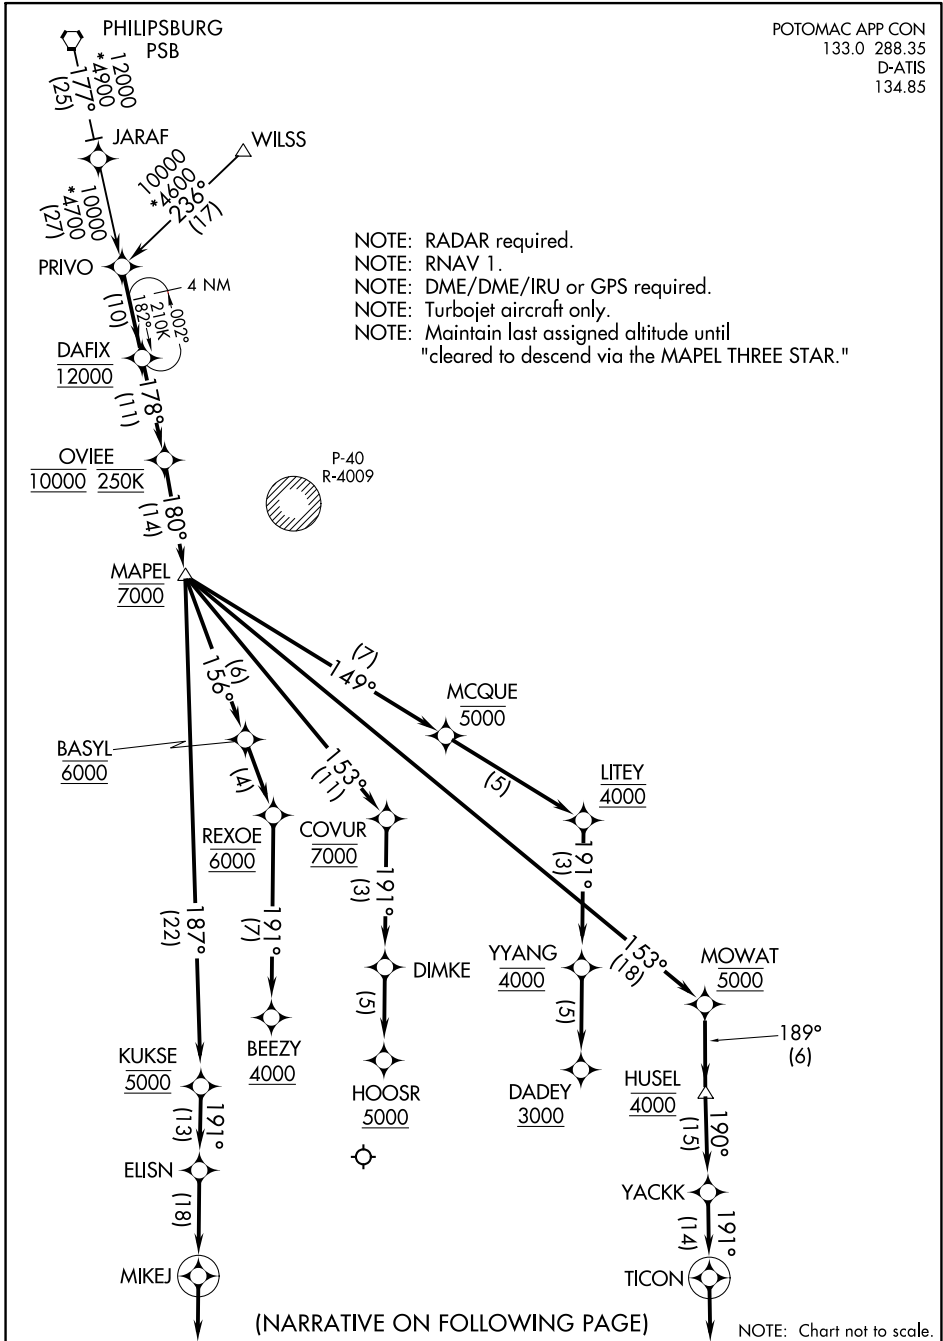 PHILIPSBURG
PSB
POTOMAC APP CON
133.0 288.35
D-ATIS
134.85
12000
*4900
177°
(25)
JARAF
WILSS
10000
*4600
236°
(17)
10000
*4700
(27)
PRIVO
(10)
4 NM
182°
210K
002°
NOTE: RADAR required.
NOTE: RNAV 1.
NOTE: DME/DME/IRU or GPS required.
NOTE: Turbojet aircraft only.
NOTE: Maintain last assigned altitude until
"cleared to descend via the MAPEL THREE STAR."
DAFIX
12000
178°
(11)
OVIEE
10000 250K
P-40
R-4009
180°
(14)
MAPEL
7000
(7)
149°
(6)
156°
MCQUE
5000
BASYL
6000
153°
(11)
(4)
(5)
LITEY
4000
REXOE
6000
COVUR
7000
191°
(3)
191°
(3)
187°
(22)
191°
(7)
153°
(18)
DIMKE
YYANG
4000
MOWAT
5000
(5)
(5)
189°
(6)
BEEZY
4000
KUKSE
5000
HOOSR
5000
DADEY
3000
HUSEL
4000
191°
(13)
190°
(15)
ELISN
YACKK
(18)
191°
(14)
MIKEJ
TICON
(NARRATIVE ON FOLLOWING PAGE)
NOTE: Chart not to scale.